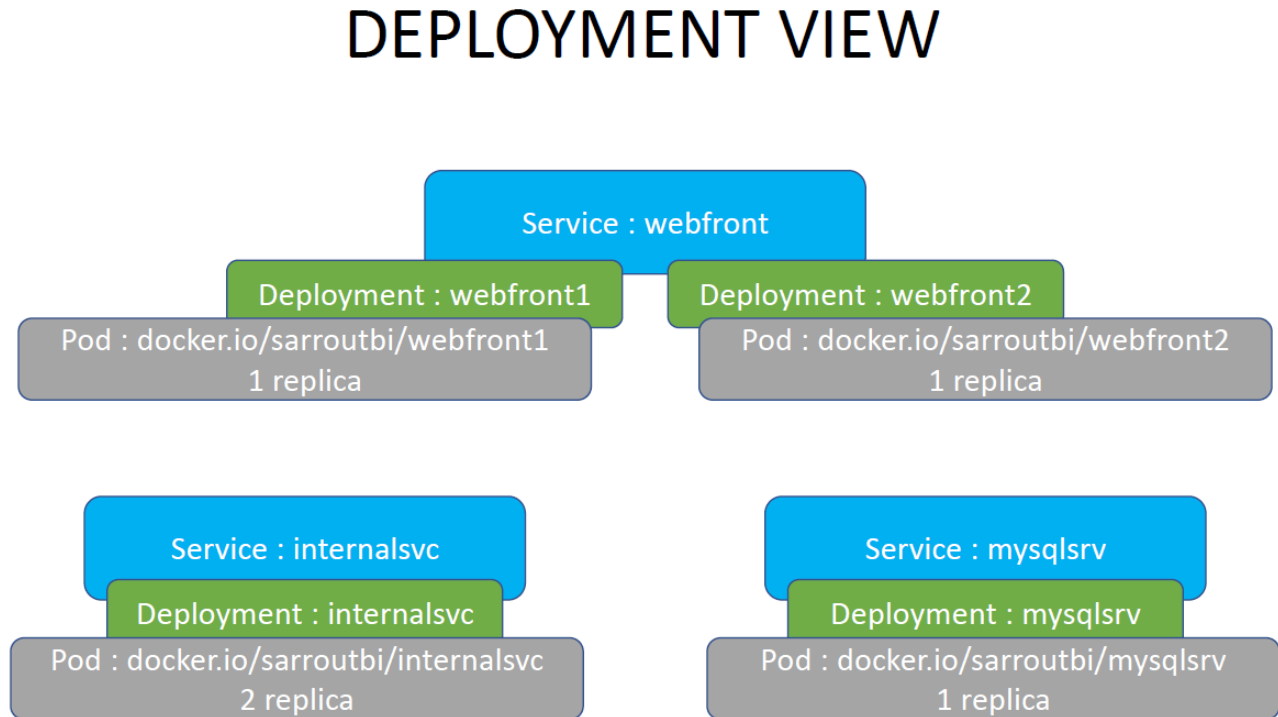 DEPLOYMENT VIEW
Service : webfront
Deployment : webfront1
Deployment : webfront2
Pod : docker.io/sarroutbi/webfront1
1 replica
Pod : docker.io/sarroutbi/webfront2
1 replica
Service : internalsvc
Deployment : internalsvc
Pod : docker.io/sarroutbi/internalsvc
2 replica
Service : mysqlsrv
Deployment : mysqlsrv
Pod : docker.io/sarroutbi/mysqlsrv
1 replica